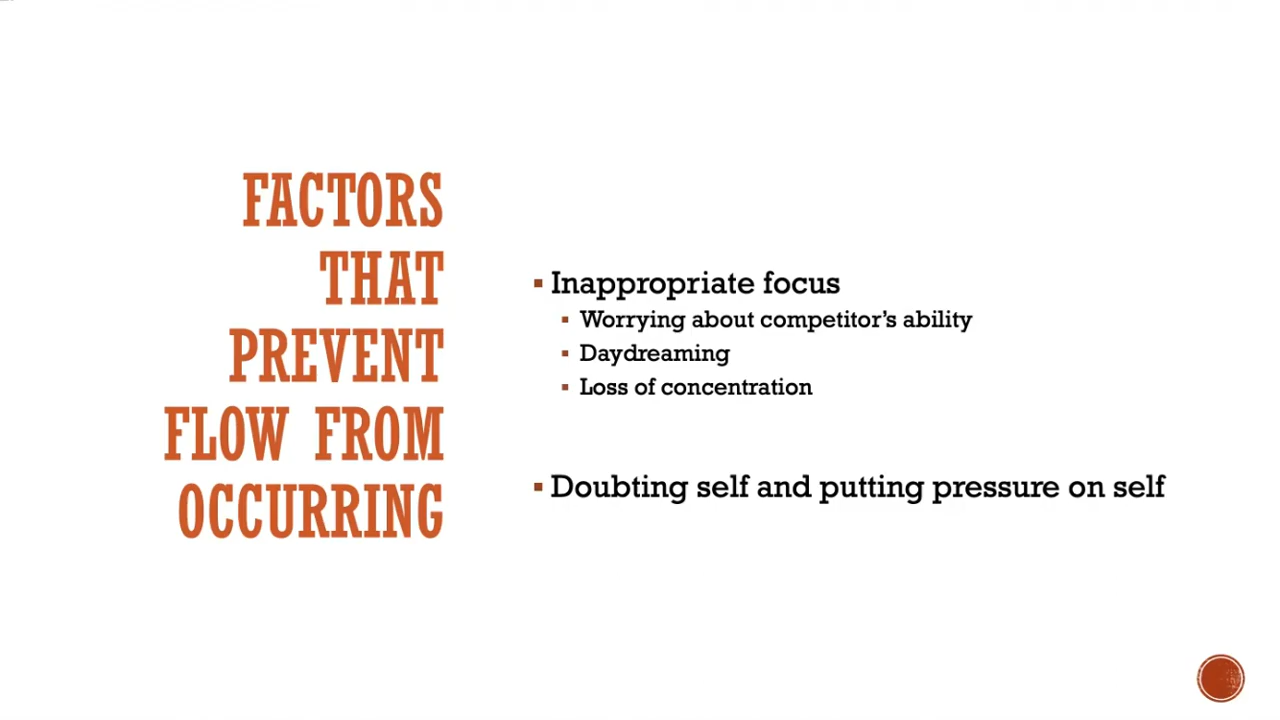 FACTORS
THAT
PREVENT
FLOW FROM
OCCURRING
Inappropriate focus
Worrying about competitor's ability
Daydreaming
Loss of concentration
Doubting self and putting pressure on self